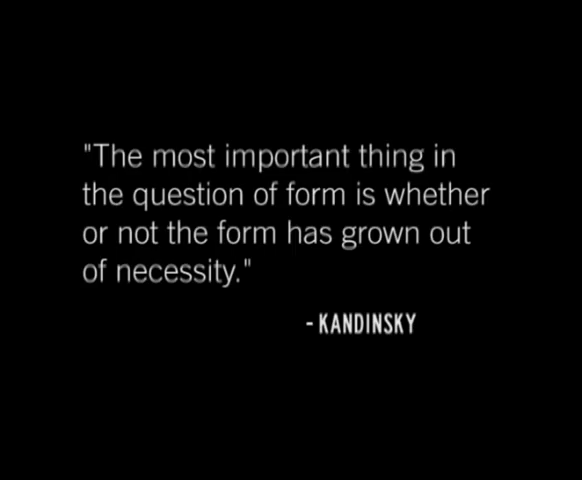 "The most important thing in
the question of form is whether
or not the form has grown out
of necessity."
- KANDINSKY